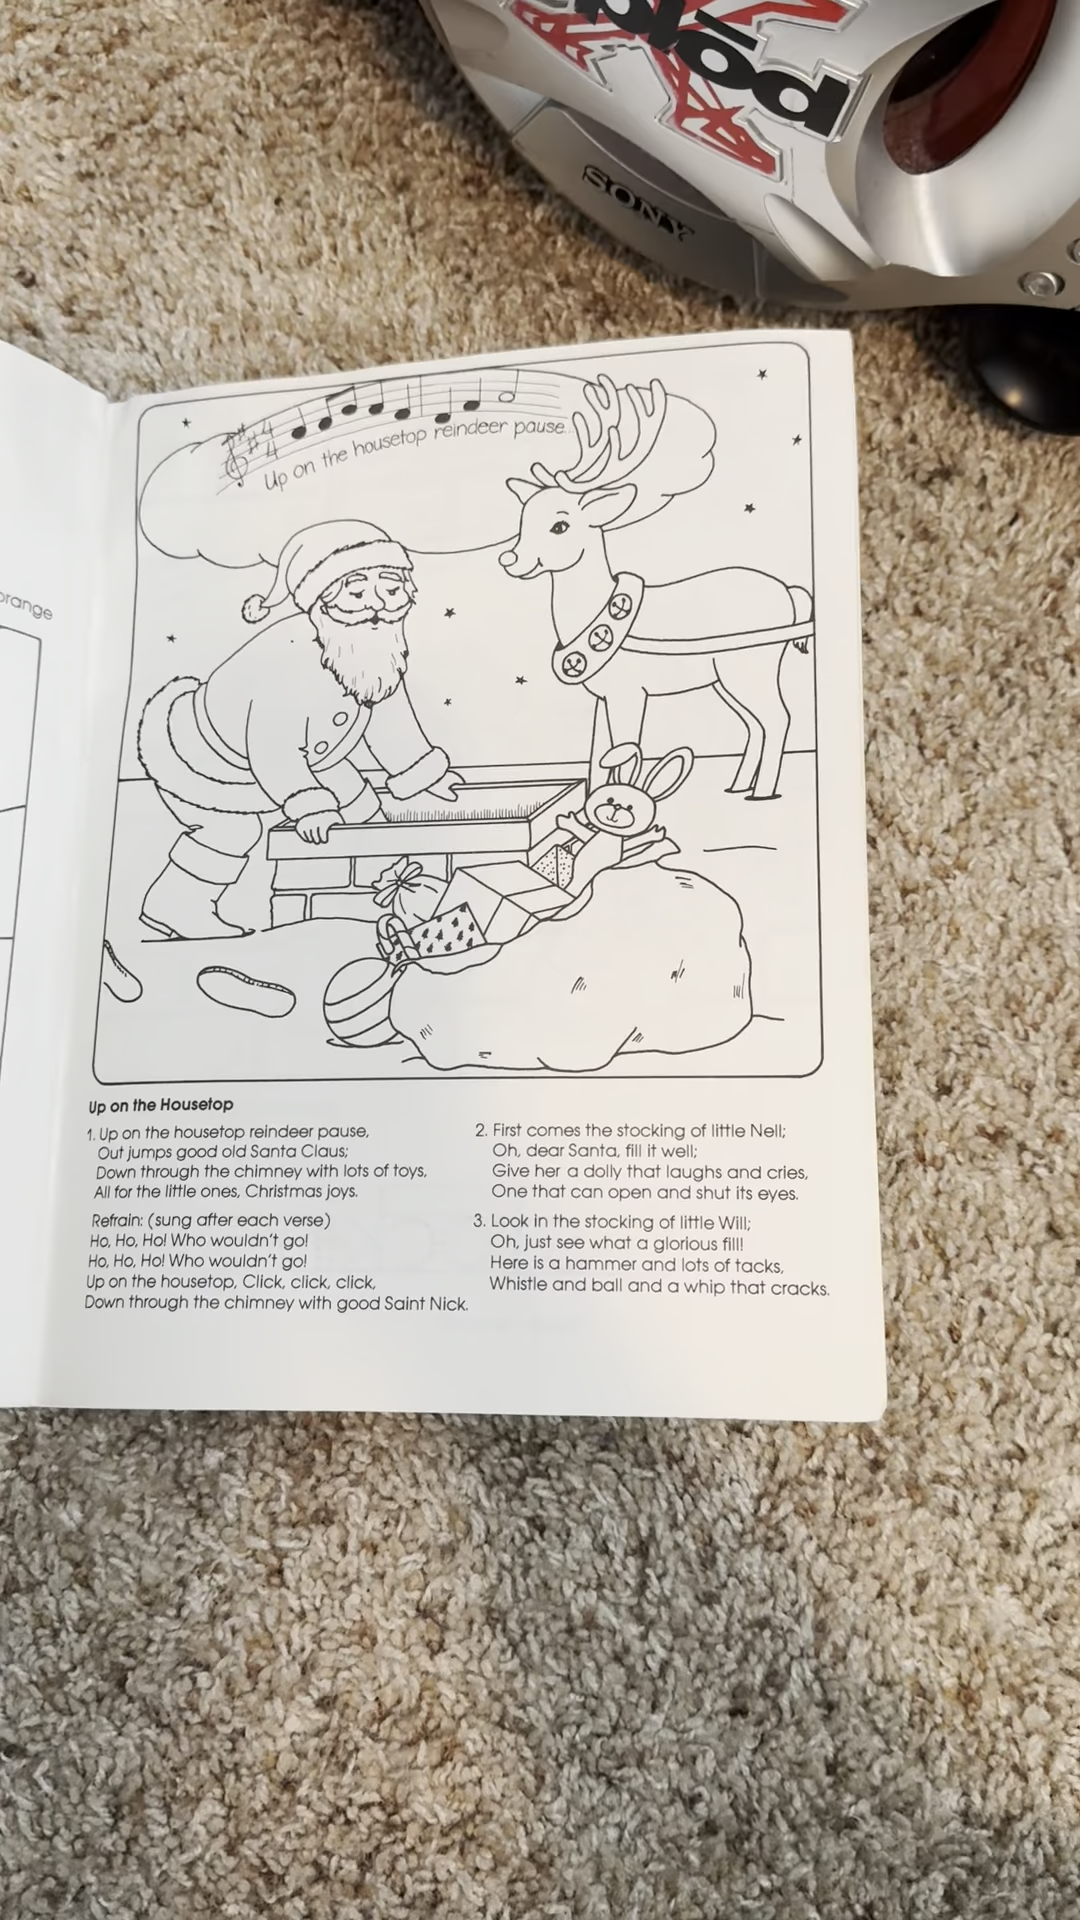 Xplōd
SONY
orange
Up on the housetop reindeer pause...
Up on the Housetop
1. Up on the housetop reindeer pause,
Out jumps good old Santa Claus;
Down through the chimney with lots of toys,
All for the little ones, Christmas joys.
Refrain: (sung after each verse)
Ho, Ho, Ho! Who wouldn't go!
Ho, Ho, Ho! Who wouldn't go!
Up on the housetop, Click, click, click,
Down through the chimney with good Saint Nick.
2. First comes the stocking of little Nell;
Oh, dear Santa, fill it well;
Give her a dolly that laughs and cries,
One that can open and shut its eyes.
3. Look in the stocking of little Will;
Oh, just see what a glorious fill!
Here is a hammer and lots of tacks,
Whistle and ball and a whip that cracks.